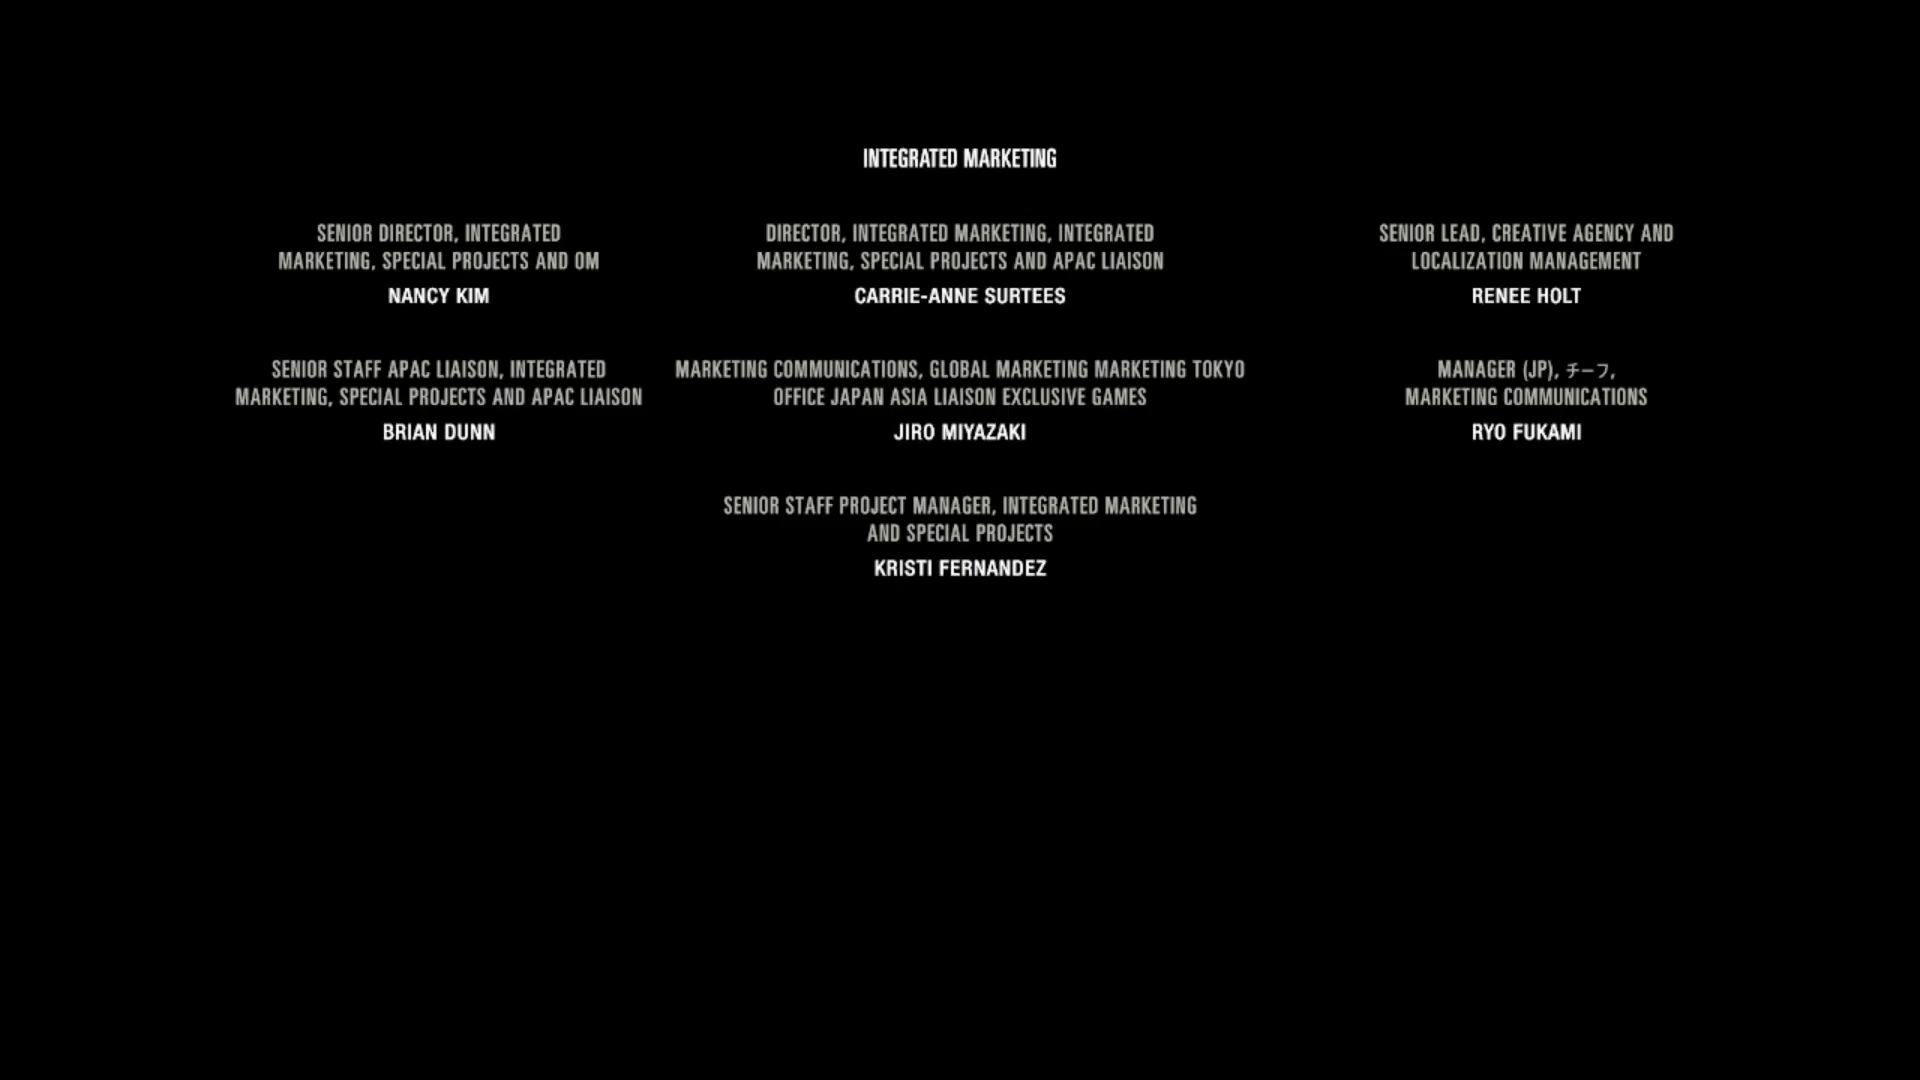 INTEGRATED MARKETING
SENIOR DIRECTOR, INTEGRATED
MARKETING, SPECIAL PROJECTS AND OM
NANCY KIM
DIRECTOR, INTEGRATED MARKETING, INTEGRATED
MARKETING, SPECIAL PROJECTS AND APAC LIAISON
CARRIE-ANNE SURTEES
SENIOR LEAD, CREATIVE AGENCY AND
LOCALIZATION MANAGEMENT
RENEE HOLT
SENIOR STAFF APAC LIAISON, INTEGRATED
MARKETING, SPECIAL PROJECTS AND APAC LIAISON
BRIAN DUNN
MARKETING COMMUNICATIONS, GLOBAL MARKETING MARKETING TOKYO
OFFICE JAPAN ASIA LIAISON EXCLUSIVE GAMES
JIRO MIYAZAKI
MANAGER (JP), チーフ,
MARKETING COMMUNICATIONS
RYO FUKAMI
SENIOR STAFF PROJECT MANAGER, INTEGRATED MARKETING
AND SPECIAL PROJECTS
KRISTI FERNANDEZ